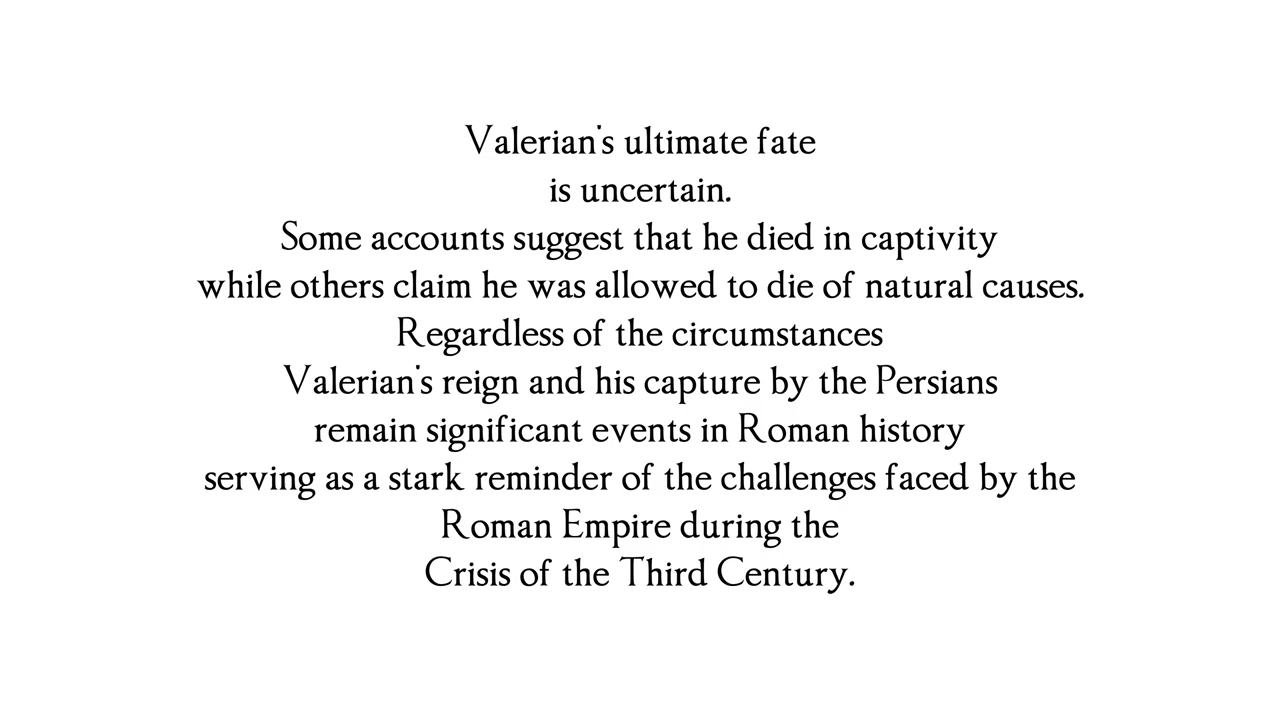 Valerian's ultimate fate
is uncertain.
Some accounts suggest that he died in captivity
while others claim he was allowed to die of natural causes.
Regardless of the circumstances
Valerian's reign and his capture by the Persians
remain significant events in Roman history
serving as a stark reminder of the challenges faced by the
Roman Empire during the
Crisis of the Third Century.